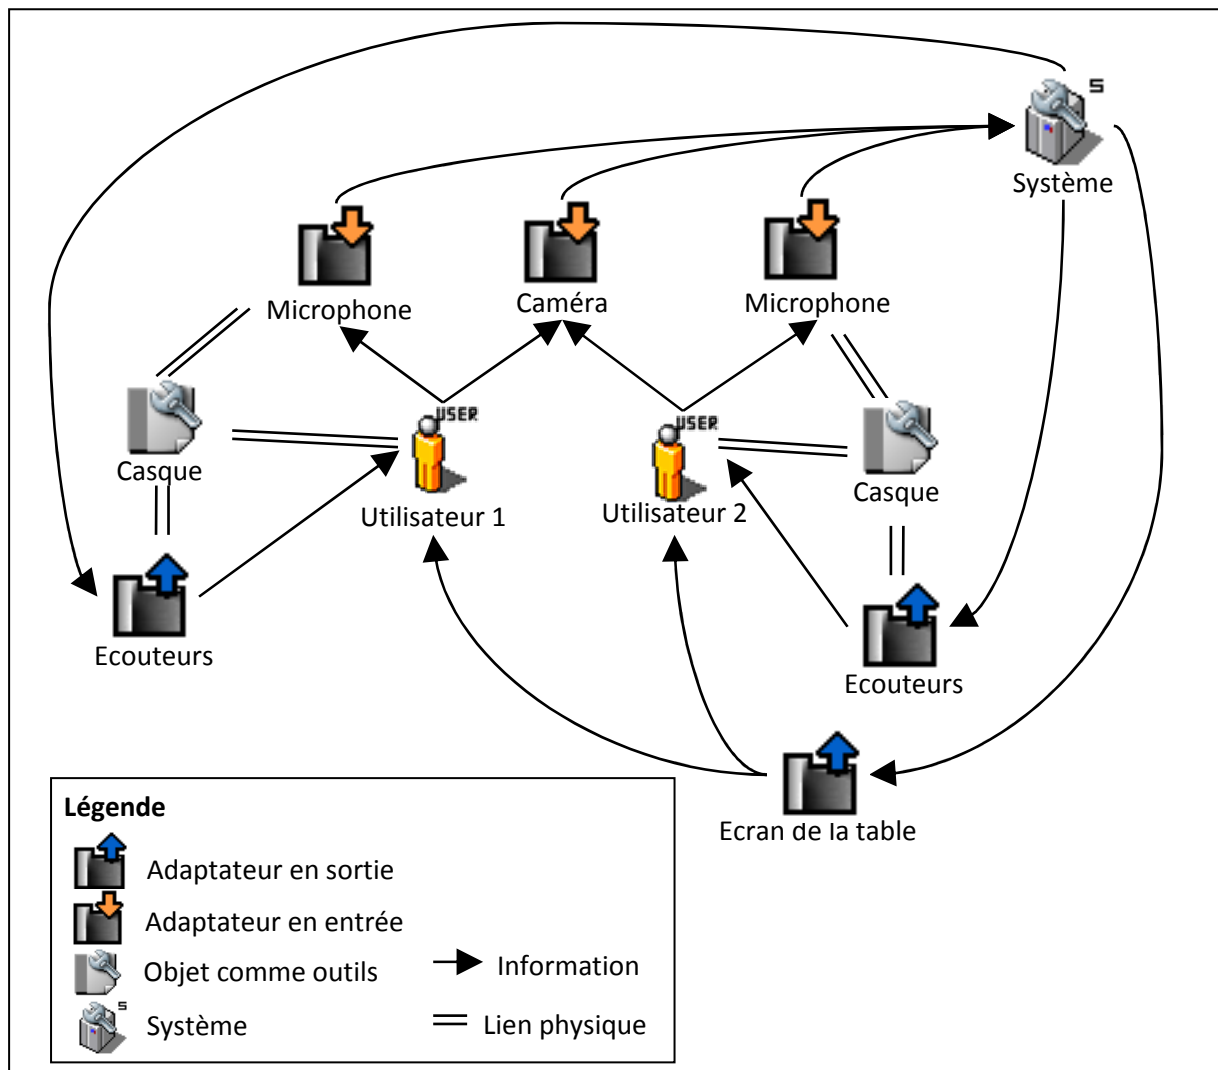 S
Système
Microphone
Caméra
Microphone
USER
USER
Casque
Casque
Utilisateur 1
Utilisateur 2
Ecouteurs
Ecouteurs
Ecran de la table
Légende
Adaptateur en sortie
Adaptateur en entrée
Objet comme outils
Information
S
Système
Lien physique